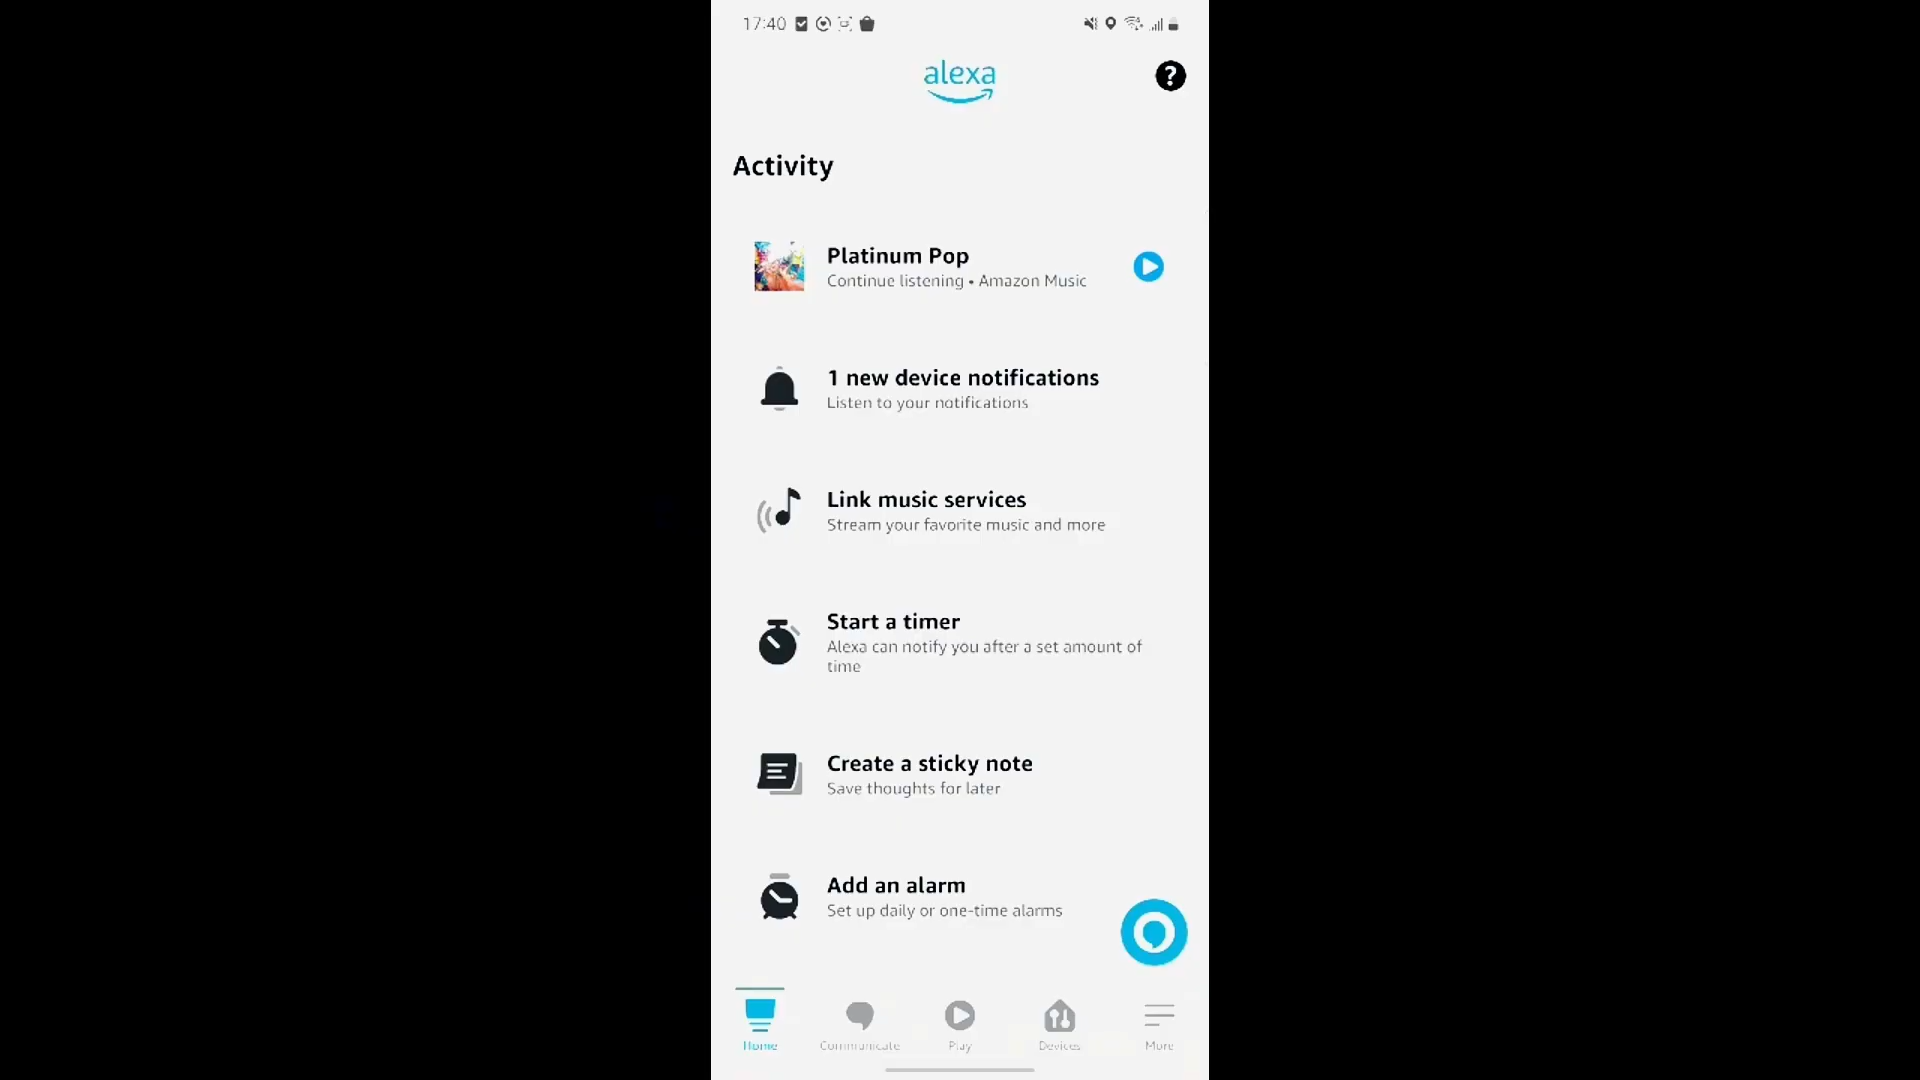 17:40
alexa
?
Activity
Platinum Pop
Continue listening • Amazon Music
1 new device notifications
Listen to your notifications
Link music services
Stream your favorite music and more
Start a timer
Alexa can notify you after a set amount of
time
Create a sticky note
Save thoughts for later
Add an alarm
Set up daily or one-time alarms
Home
Communicate
Play
Devices
More